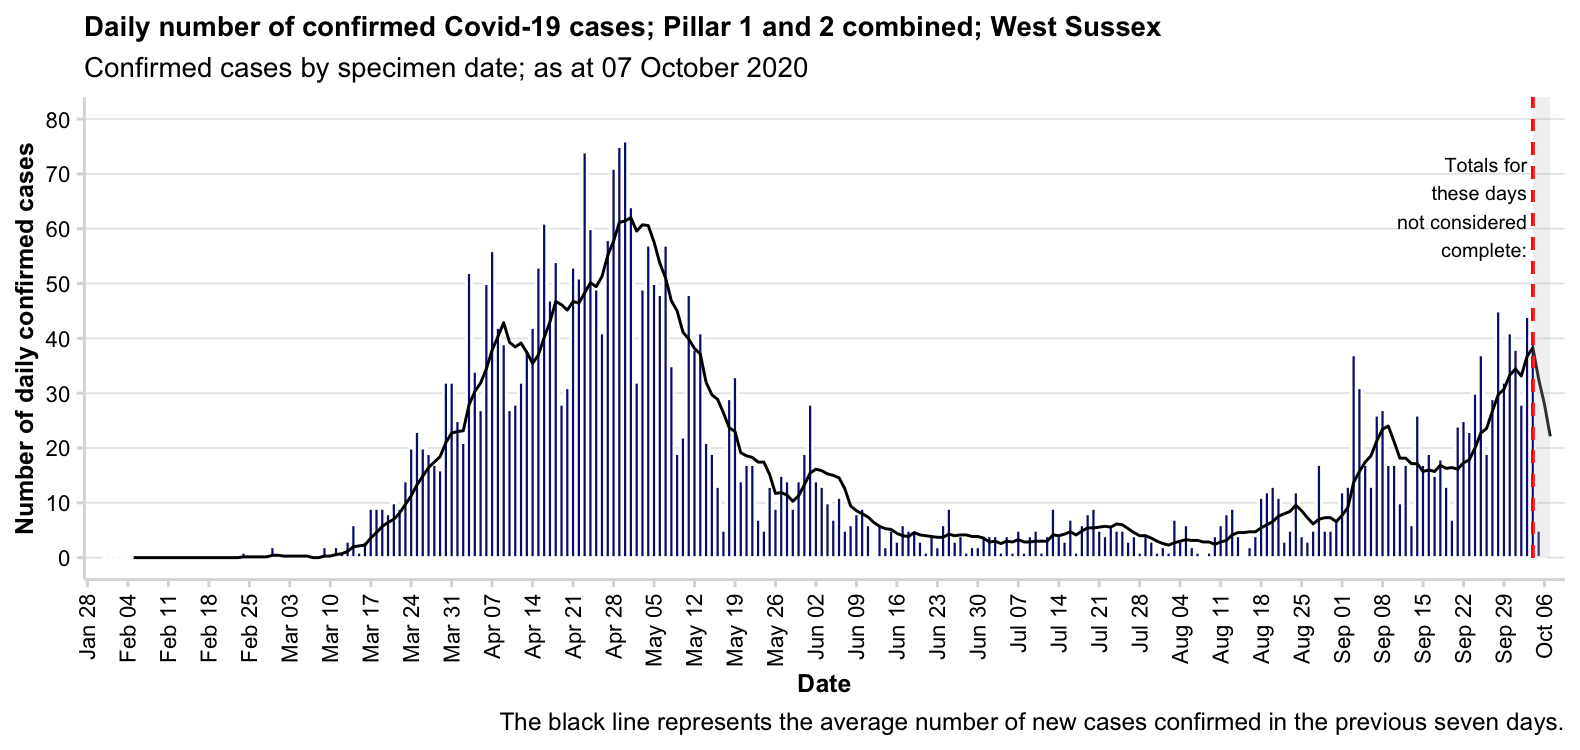 Daily number of confirmed Covid-19 cases; Pillar 1 and 2 combined; West Sussex
Confirmed cases by specimen date; as at 07 October 2020
Number of daily confirmed cases
80
70
60
50
40
30
20
10
0
Totals for
these days
not considered
complete:
Jan 28
Feb 04
Feb 11
Feb 18
Feb 25
Mar 03
Mar 10
Mar 17
Mar 24
Mar 31
Apr 07
Apr 14
Apr 21
Apr 28
May 05
May 12
May 19
May 26
Jun 02
Jun 09
Jun 16
Jun 23
Jun 30
Jul 07
Jul 14
Jul 21
Jul 28
Aug 04
Aug 11
Aug 18
Aug 25
Sep 01
Sep 08
Sep 15
Sep 22
Sep 29
Oct 06
Date
The black line represents the average number of new cases confirmed in the previous seven days.